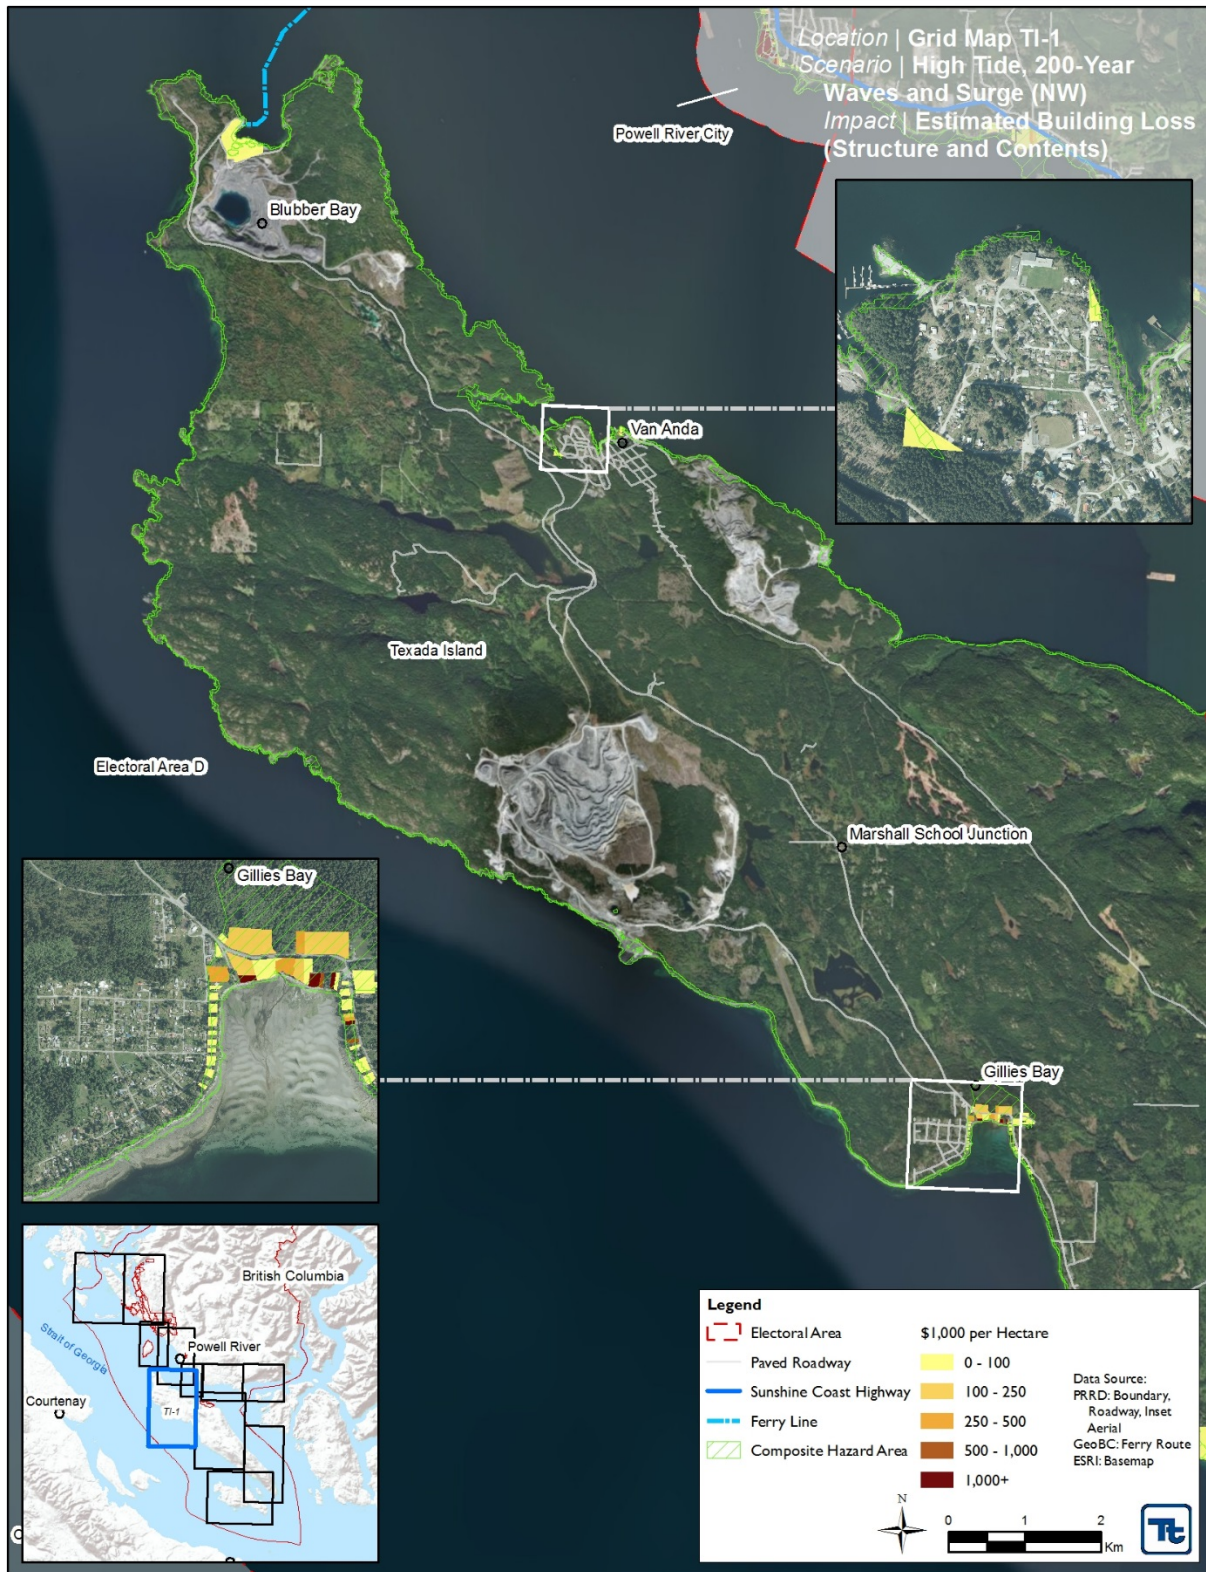 Location | Grid Map TI-1
Scenario | High Tide, 200-Year
Waves and Surge (NW)
Impact | Estimated Building Loss
(Structure and Contents)
Powell River City
Blubber Bay
Van Anda
Texada Island
Electoral Area D
Marshall School Junction
Gillies Bay
Gillies Bay
British Columbia
Strait of Georgia
Powell River
Courtenay
TI-1
Legend
Electoral Area
Paved Roadway
Sunshine Coast Highway
Ferry Line
Composite Hazard Area
$1,000 per Hectare
0 - 100
100 - 250
250 - 500
500 - 1,000
1,000+
Data Source:
PRRD: Boundary,
Roadway, Inset
Aerial
GeoBC: Ferry Route
ESRI: Basemap
N
0 1 2
Km
Tt